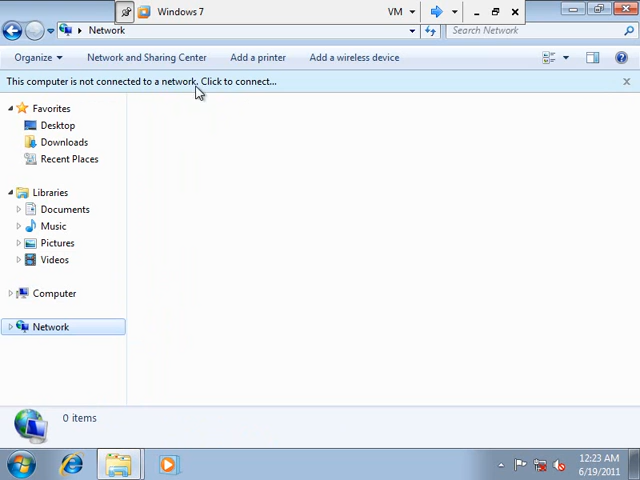 Windows 7
VM
Network
Search Network
Organize
Network and Sharing Center
Add a printer
Add a wireless device
This computer is not connected to a network. Click to connect...
Favorites
Desktop
Downloads
Recent Places
Libraries
Documents
Music
Pictures
Videos
Computer
Network
0 items
12:23 AM
6/19/2011